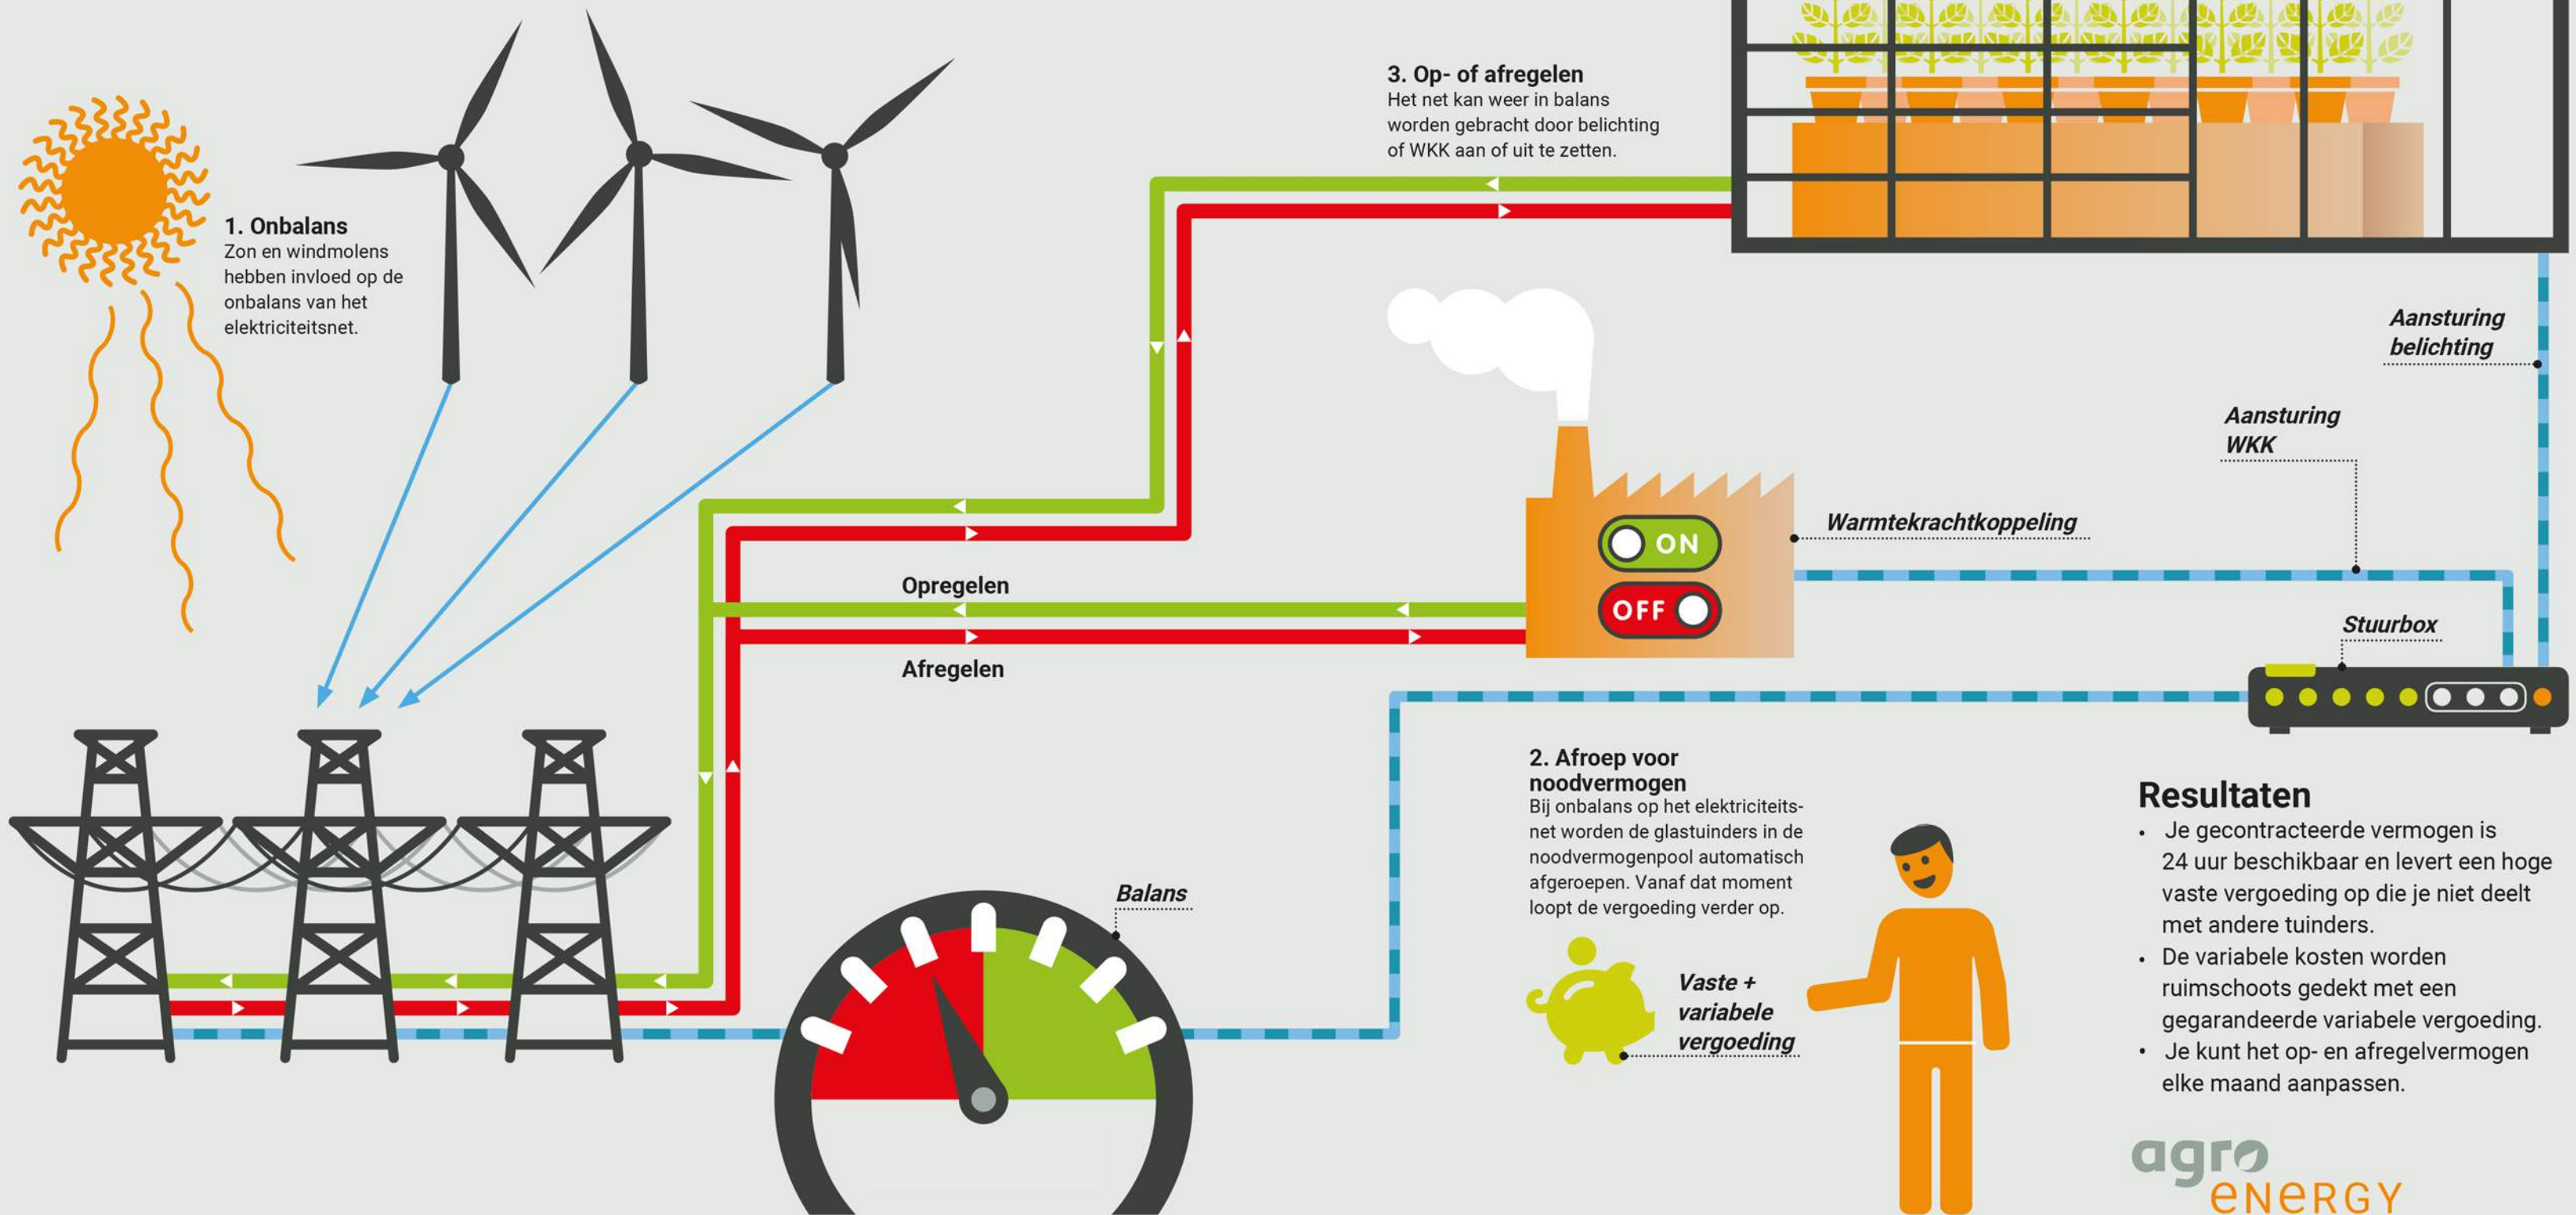 1. Onbalans
Zon en windmolens
hebben invloed op de
onbalans van het
elektriciteitsnet.
3. Op- of afregelen
Het net kan weer in balans
worden gebracht door belichting
of WKK aan of uit te zetten.
Aansturing
belichting
Aansturing
WKK
Warmtekrachtkoppeling
ON
OFF
Opregelen
Afregelen
Stuurbox
2. Afroep voor
noodvermogen
Bij onbalans op het elektriciteits-
net worden de glastuinders in de
noodvermogenpool automatisch
afgeroepen. Vanaf dat moment
loopt de vergoeding verder op.
Balans
Vaste +
variabele
vergoeding
Resultaten
• Je gecontracteerde vermogen is
24 uur beschikbaar en levert een hoge
vaste vergoeding op die je niet deelt
met andere tuinders.
• De variabele kosten worden
ruimschoots gedekt met een
gegarandeerde variabele vergoeding.
• Je kunt het op- en afregelvermogen
elke maand aanpassen.
agro
eNeRGY